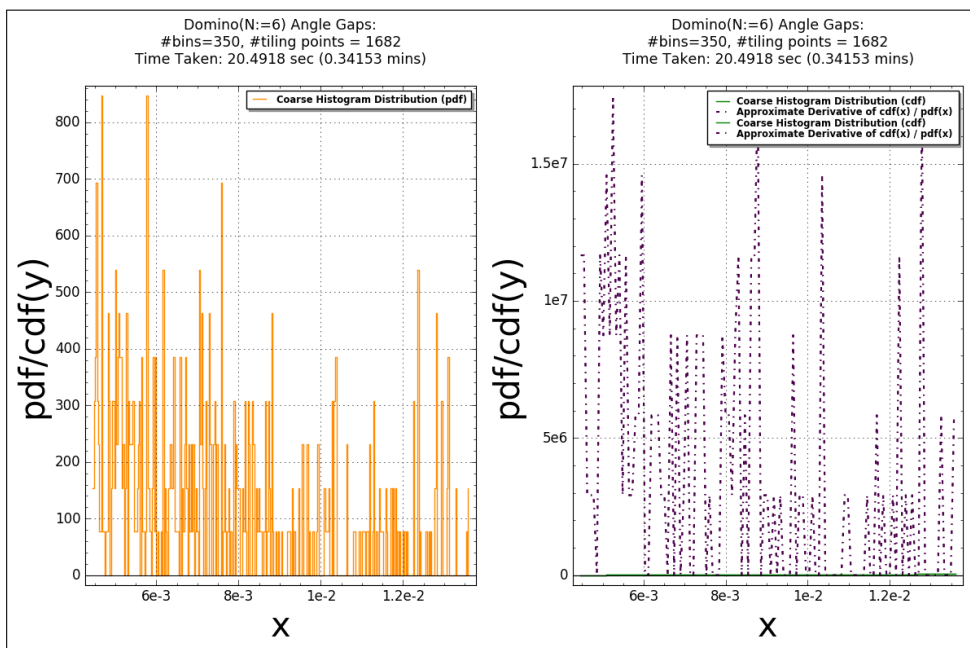 Domino(N:=6) Angle Gaps:
#bins=350, #tiling points = 1682
Time Taken: 20.4918 sec (0.34153 mins)
Coarse Histogram Distribution (pdf)
800
700
600
500
400
300
200
100
0
pdf/cdf(y)
6e-3
8e-3
1e-2
1.2e-2
x
Domino(N:=6) Angle Gaps:
#bins=350, #tiling points = 1682
Time Taken: 20.4918 sec (0.34153 mins)
Coarse Histogram Distribution (cdf)
Approximate Derivative of cdf(x) / pdf(x)
Coarse Histogram Distribution (cdf)
Approximate Derivative of cdf(x) / pdf(x)
1.5e7
1e7
5e6
0
pdf/cdf(y)
6e-3
8e-3
1e-2
1.2e-2
x